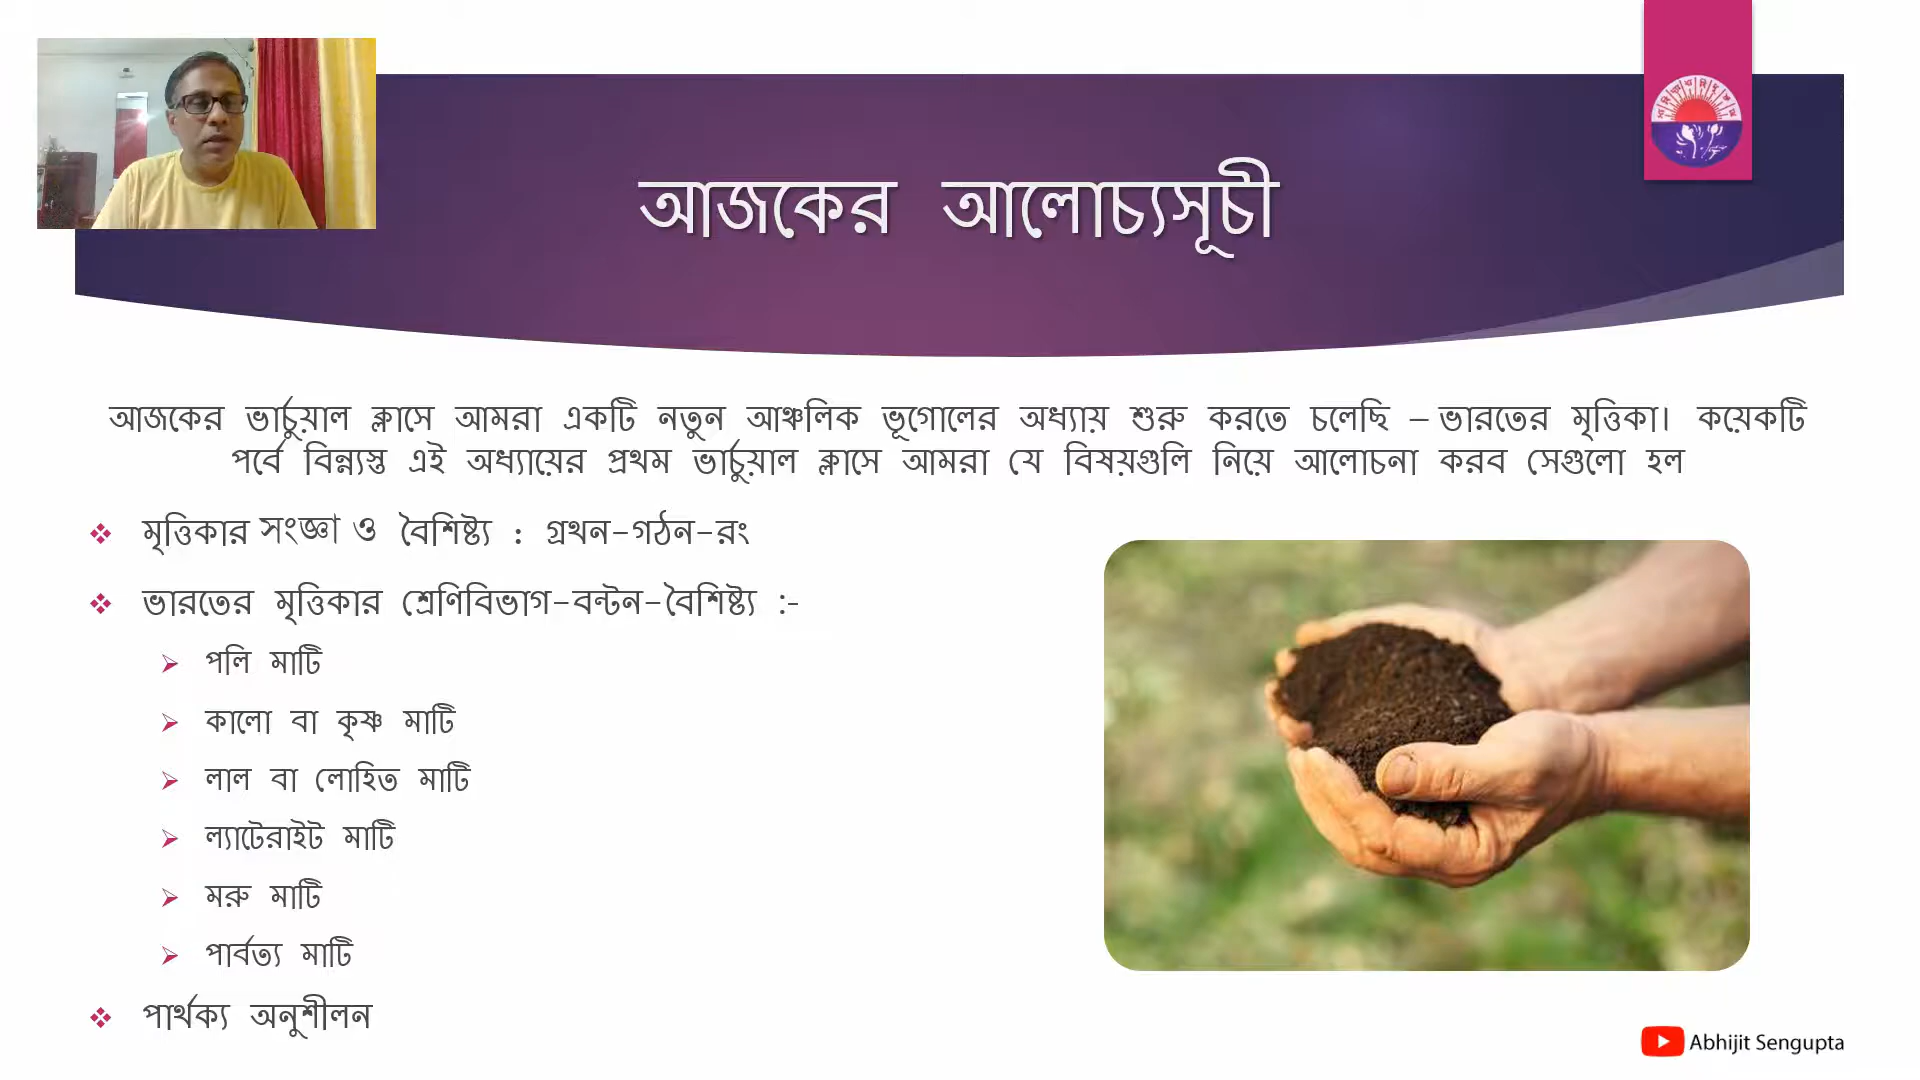 আজকের আলোচ্যসূচী
আজকের ভার্চুয়াল ক্লাসে আমরা একটি নতুন আঞ্চলিক ভূগোলের অধ্যায় শুরু করতে চলেছি – ভারতের মৃত্তিকা। কয়েকটি
পর্বে বিন্ন্যস্ত এই অধ্যায়ের প্রথম ভার্চুয়াল ক্লাসে আমরা যে বিষয়গুলি নিয়ে আলোচনা করব সেগুলো হল
❖ মৃত্তিকার সংজ্ঞা ও বৈশিষ্ট্য : গ্রথন-গঠন-রং
❖ ভারতের মৃত্তিকার শ্রেণিবিভাগ-বন্টন-বৈশিষ্ট্য :-
➢ পলি মাটি
➢ কালো বা কৃষ্ণ মাটি
➢ লাল বা লোহিত মাটি
➢ ল্যাটেরাইট মাটি
➢ মরু মাটি
➢ পার্বত্য মাটি
❖ পার্থক্য অনুশীলন
Abhijit Sengupta